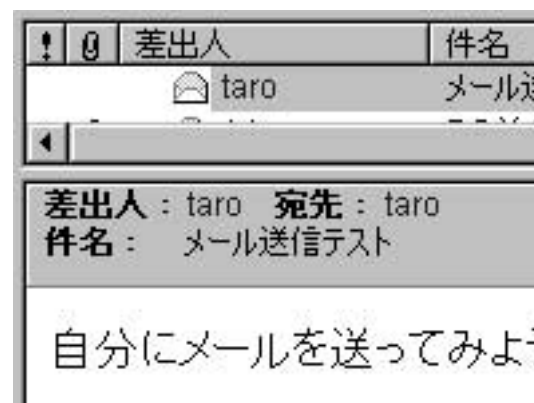 ! 差出人 件名
taro メール送
差出人 : taro 宛先 : taro
件名 : メール送信テスト
自分にメールを送ってみよ